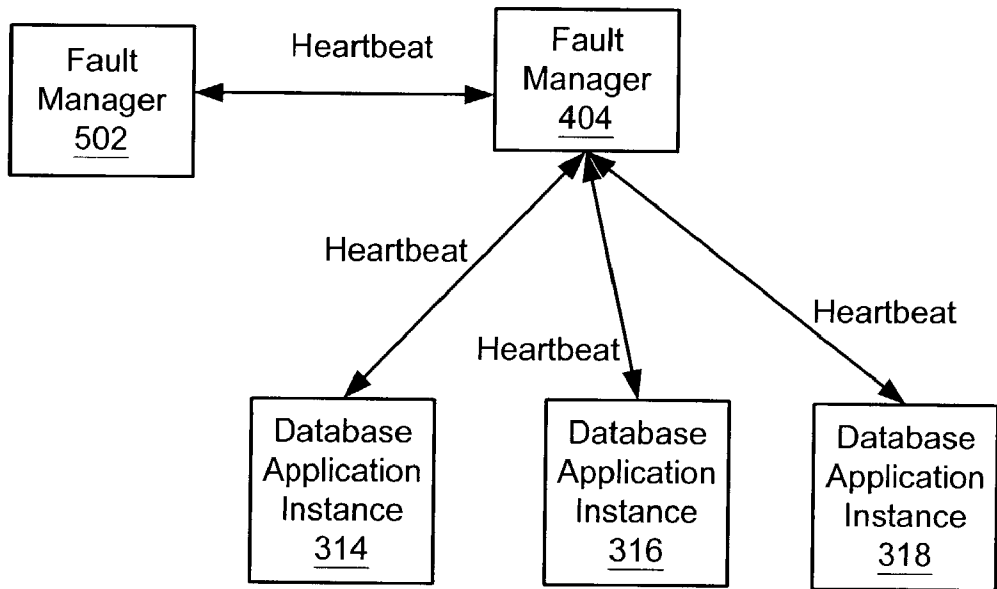 Heartbeat
Fault
Manager
502
Fault
Manager
404
Heartbeat
Heartbeat
Heartbeat
Database
Application
Instance
314
Database
Application
Instance
316
Database
Application
Instance
318